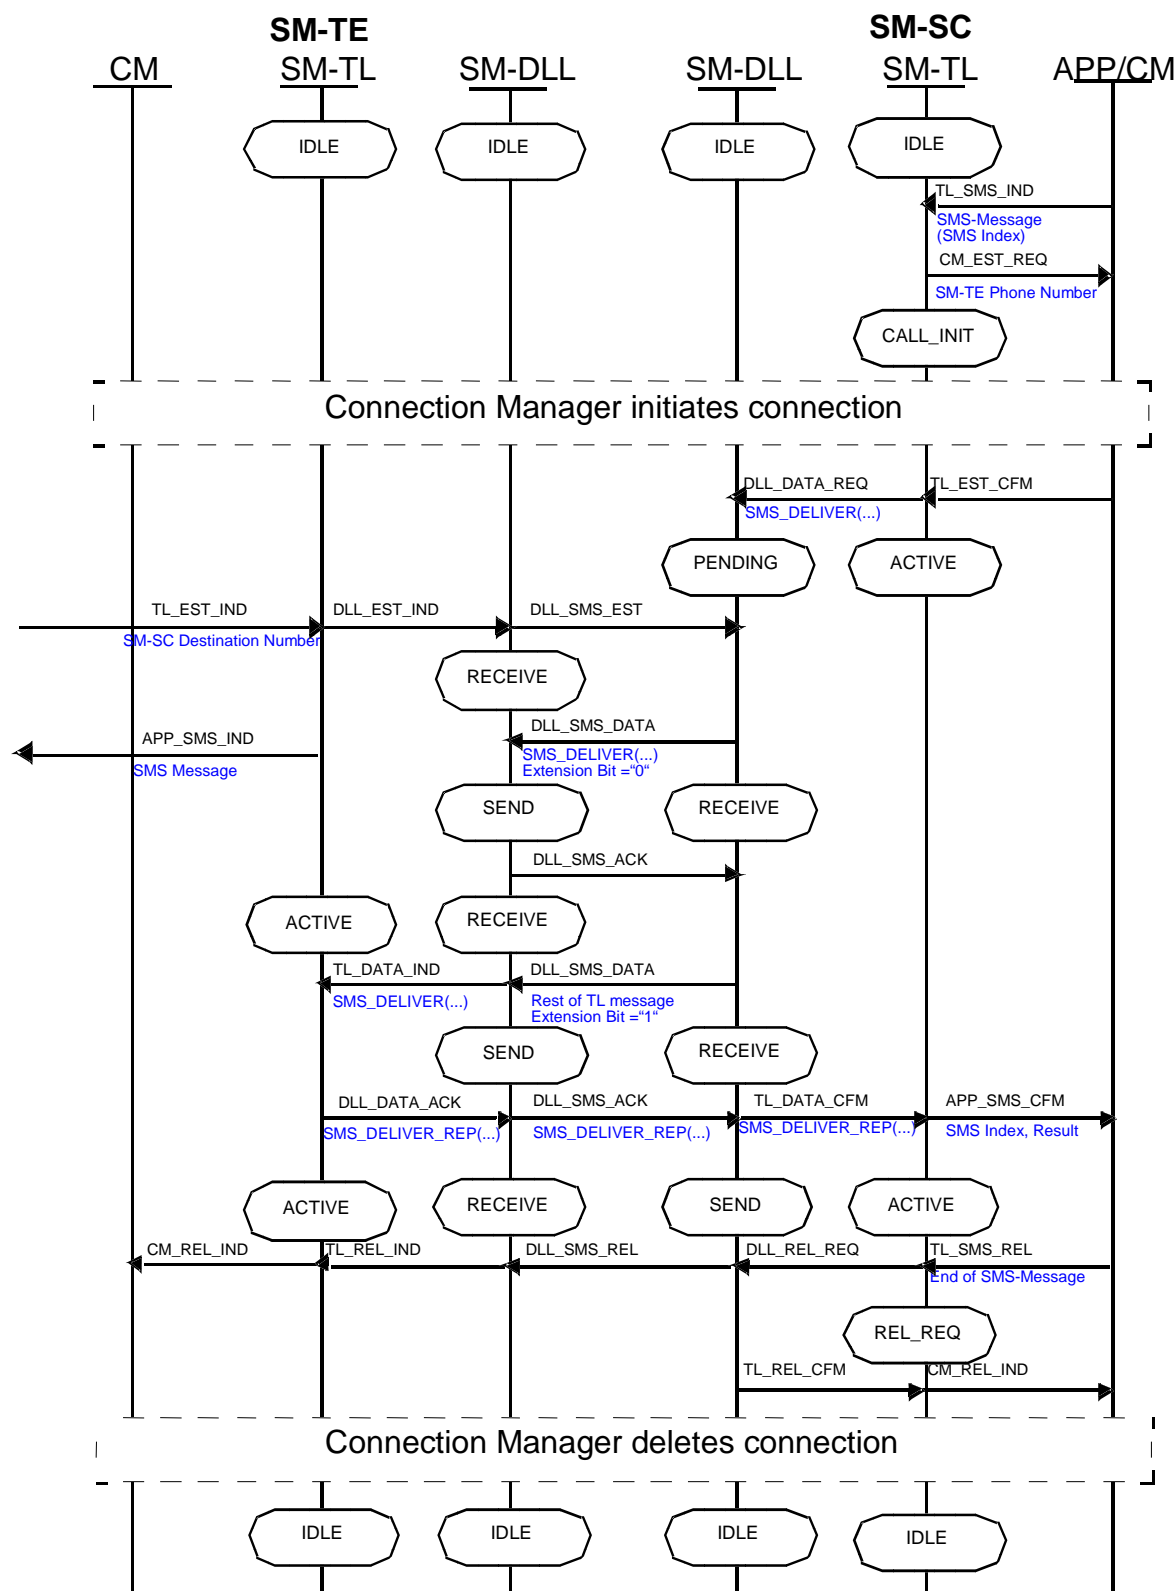 SM-TE SM-SC
CM SM-TL SM-DLL SM-DLL SM-TL APP/CM
IDLE IDLE IDLE IDLE
TL_SMS_IND
SMS-Message
(SMS Index)
CM_EST_REQ
SM-TE Phone Number
CALL_INIT
Connection Manager initiates connection
DLL_DATA_REQ TL_EST_CFM
SMS_DELIVER(...)
PENDING ACTIVE
TL_EST_IND DLL_EST_IND DLL_SMS_EST
SM-SC Destination Number
RECEIVE
APP_SMS_IND DLL_SMS_DATA
SMS Message SMS_DELIVER(...)
Extension Bit =“0“
SEND RECEIVE
DLL_SMS_ACK
ACTIVE RECEIVE
TL_DATA_IND DLL_SMS_DATA
SMS_DELIVER(...) Rest of TL message
Extension Bit =“1“
SEND RECEIVE
DLL_DATA_ACK DLL_SMS_ACK TL_DATA_CFM APP_SMS_CFM
SMS_DELIVER_REP(...) SMS_DELIVER_REP(...) SMS_DELIVER_REP(...) SMS Index, Result
ACTIVE RECEIVE SEND ACTIVE
CM_REL_IND TL_REL_IND DLL_SMS_REL DLL_REL_REQ TL_SMS_REL
End of SMS-Message
REL_REQ
TL_REL_CFM CM_REL_IND
Connection Manager deletes connection
IDLE IDLE IDLE IDLE